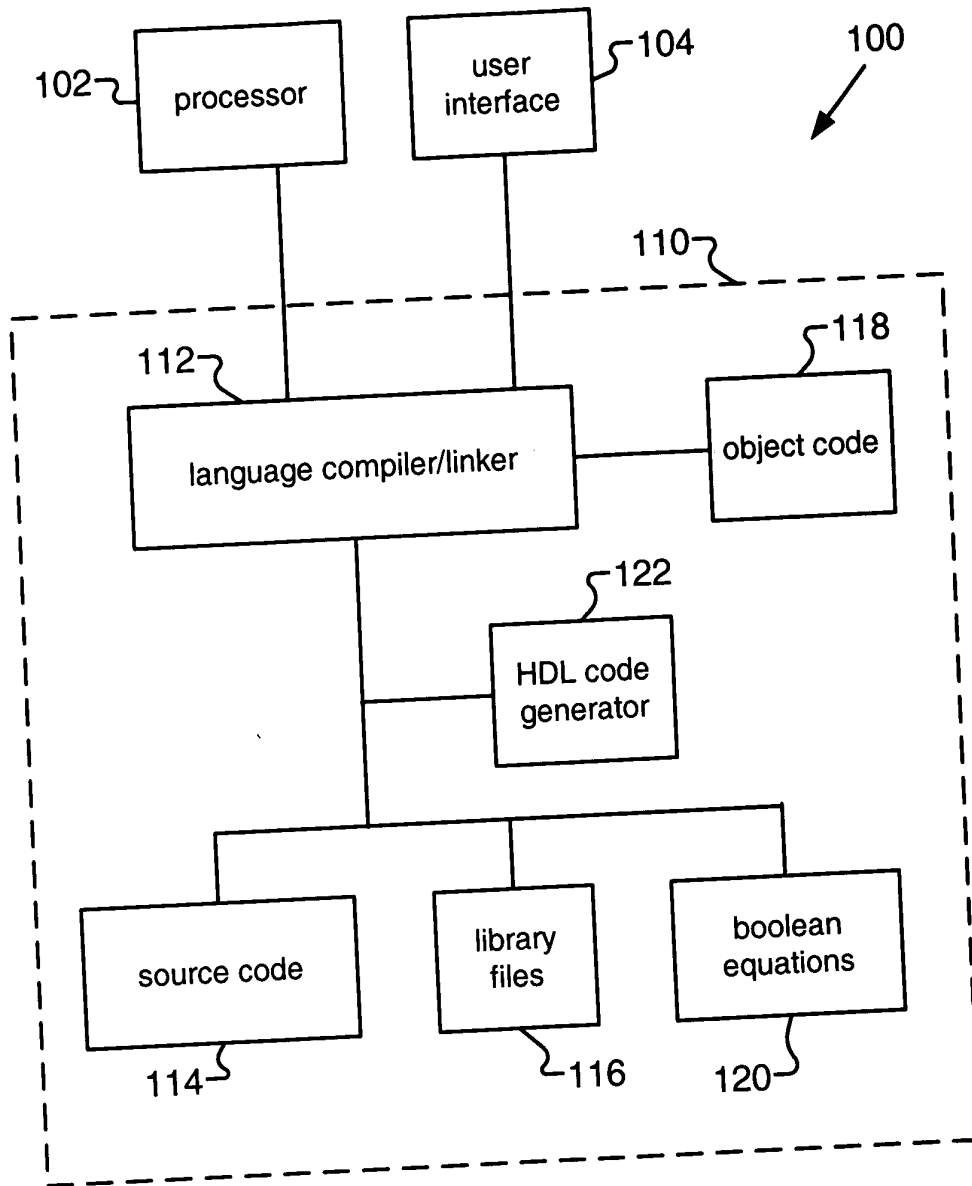 100
102
processor
user
interface
104
110
112
language compiler/linker
118
object code
122
HDL code
generator
source code
114
library
files
116
boolean
equations
120